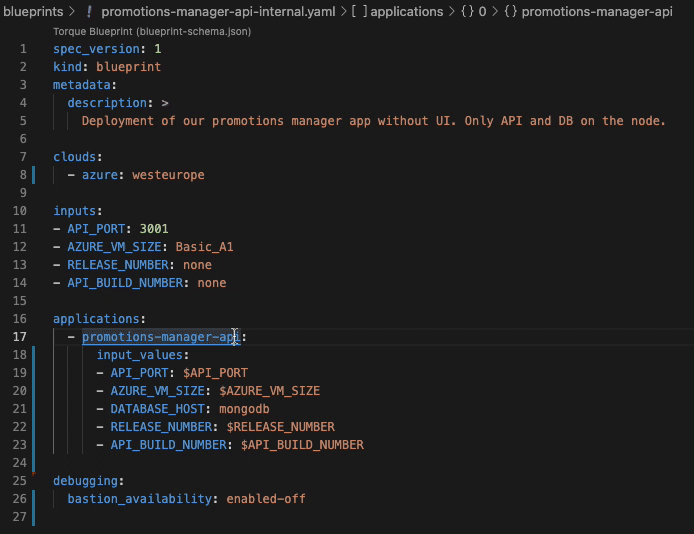 blueprints > ! promotions-manager-api-internal.yaml > [ ] applications > {} 0 > {} promotions-manager-api
Torque Blueprint (blueprint-schema.json)
1 spec_version: 1
2 kind: blueprint
3 metadata:
4   description: >
5     Deployment of our promotions manager app without UI. Only API and DB on the node.
6
7 clouds:
8   - azure: westeurope
9
10 inputs:
11 - API_PORT: 3001
12 - AZURE_VM_SIZE: Basic_A1
13 - RELEASE_NUMBER: none
14 - API_BUILD_NUMBER: none
15
16 applications:
17   - promotions-manager-api:
18       input_values:
19       - API_PORT: $API_PORT
20       - AZURE_VM_SIZE: $AZURE_VM_SIZE
21       - DATABASE_HOST: mongodb
22       - RELEASE_NUMBER: $RELEASE_NUMBER
23       - API_BUILD_NUMBER: $API_BUILD_NUMBER
24
25 debugging:
26   bastion_availability: enabled-off
27